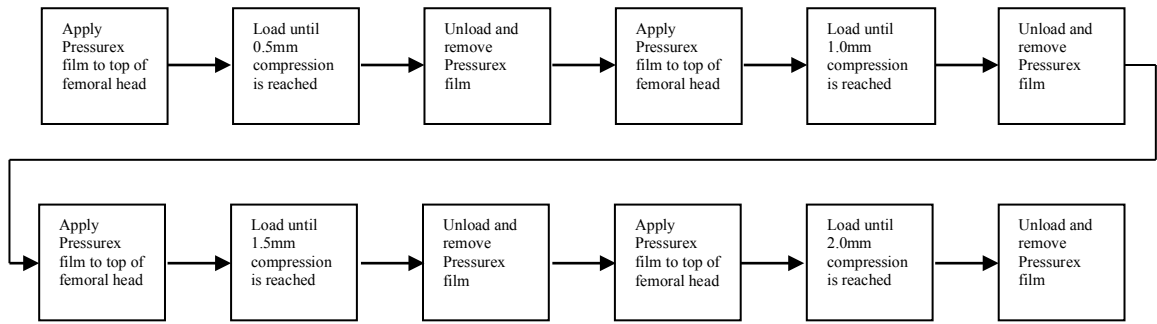 Apply
Pressurex
film to top of
femoral head
Load until
0.5mm
compression
is reached
Unload and
remove
Pressurex
film
Apply
Pressurex
film to top of
femoral head
Load until
1.0mm
compression
is reached
Unload and
remove
Pressurex
film
Apply
Pressurex
film to top of
femoral head
Load until
1.5mm
compression
is reached
Unload and
remove
Pressurex
film
Apply
Pressurex
film to top of
femoral head
Load until
2.0mm
compression
is reached
Unload and
remove
Pressurex
film